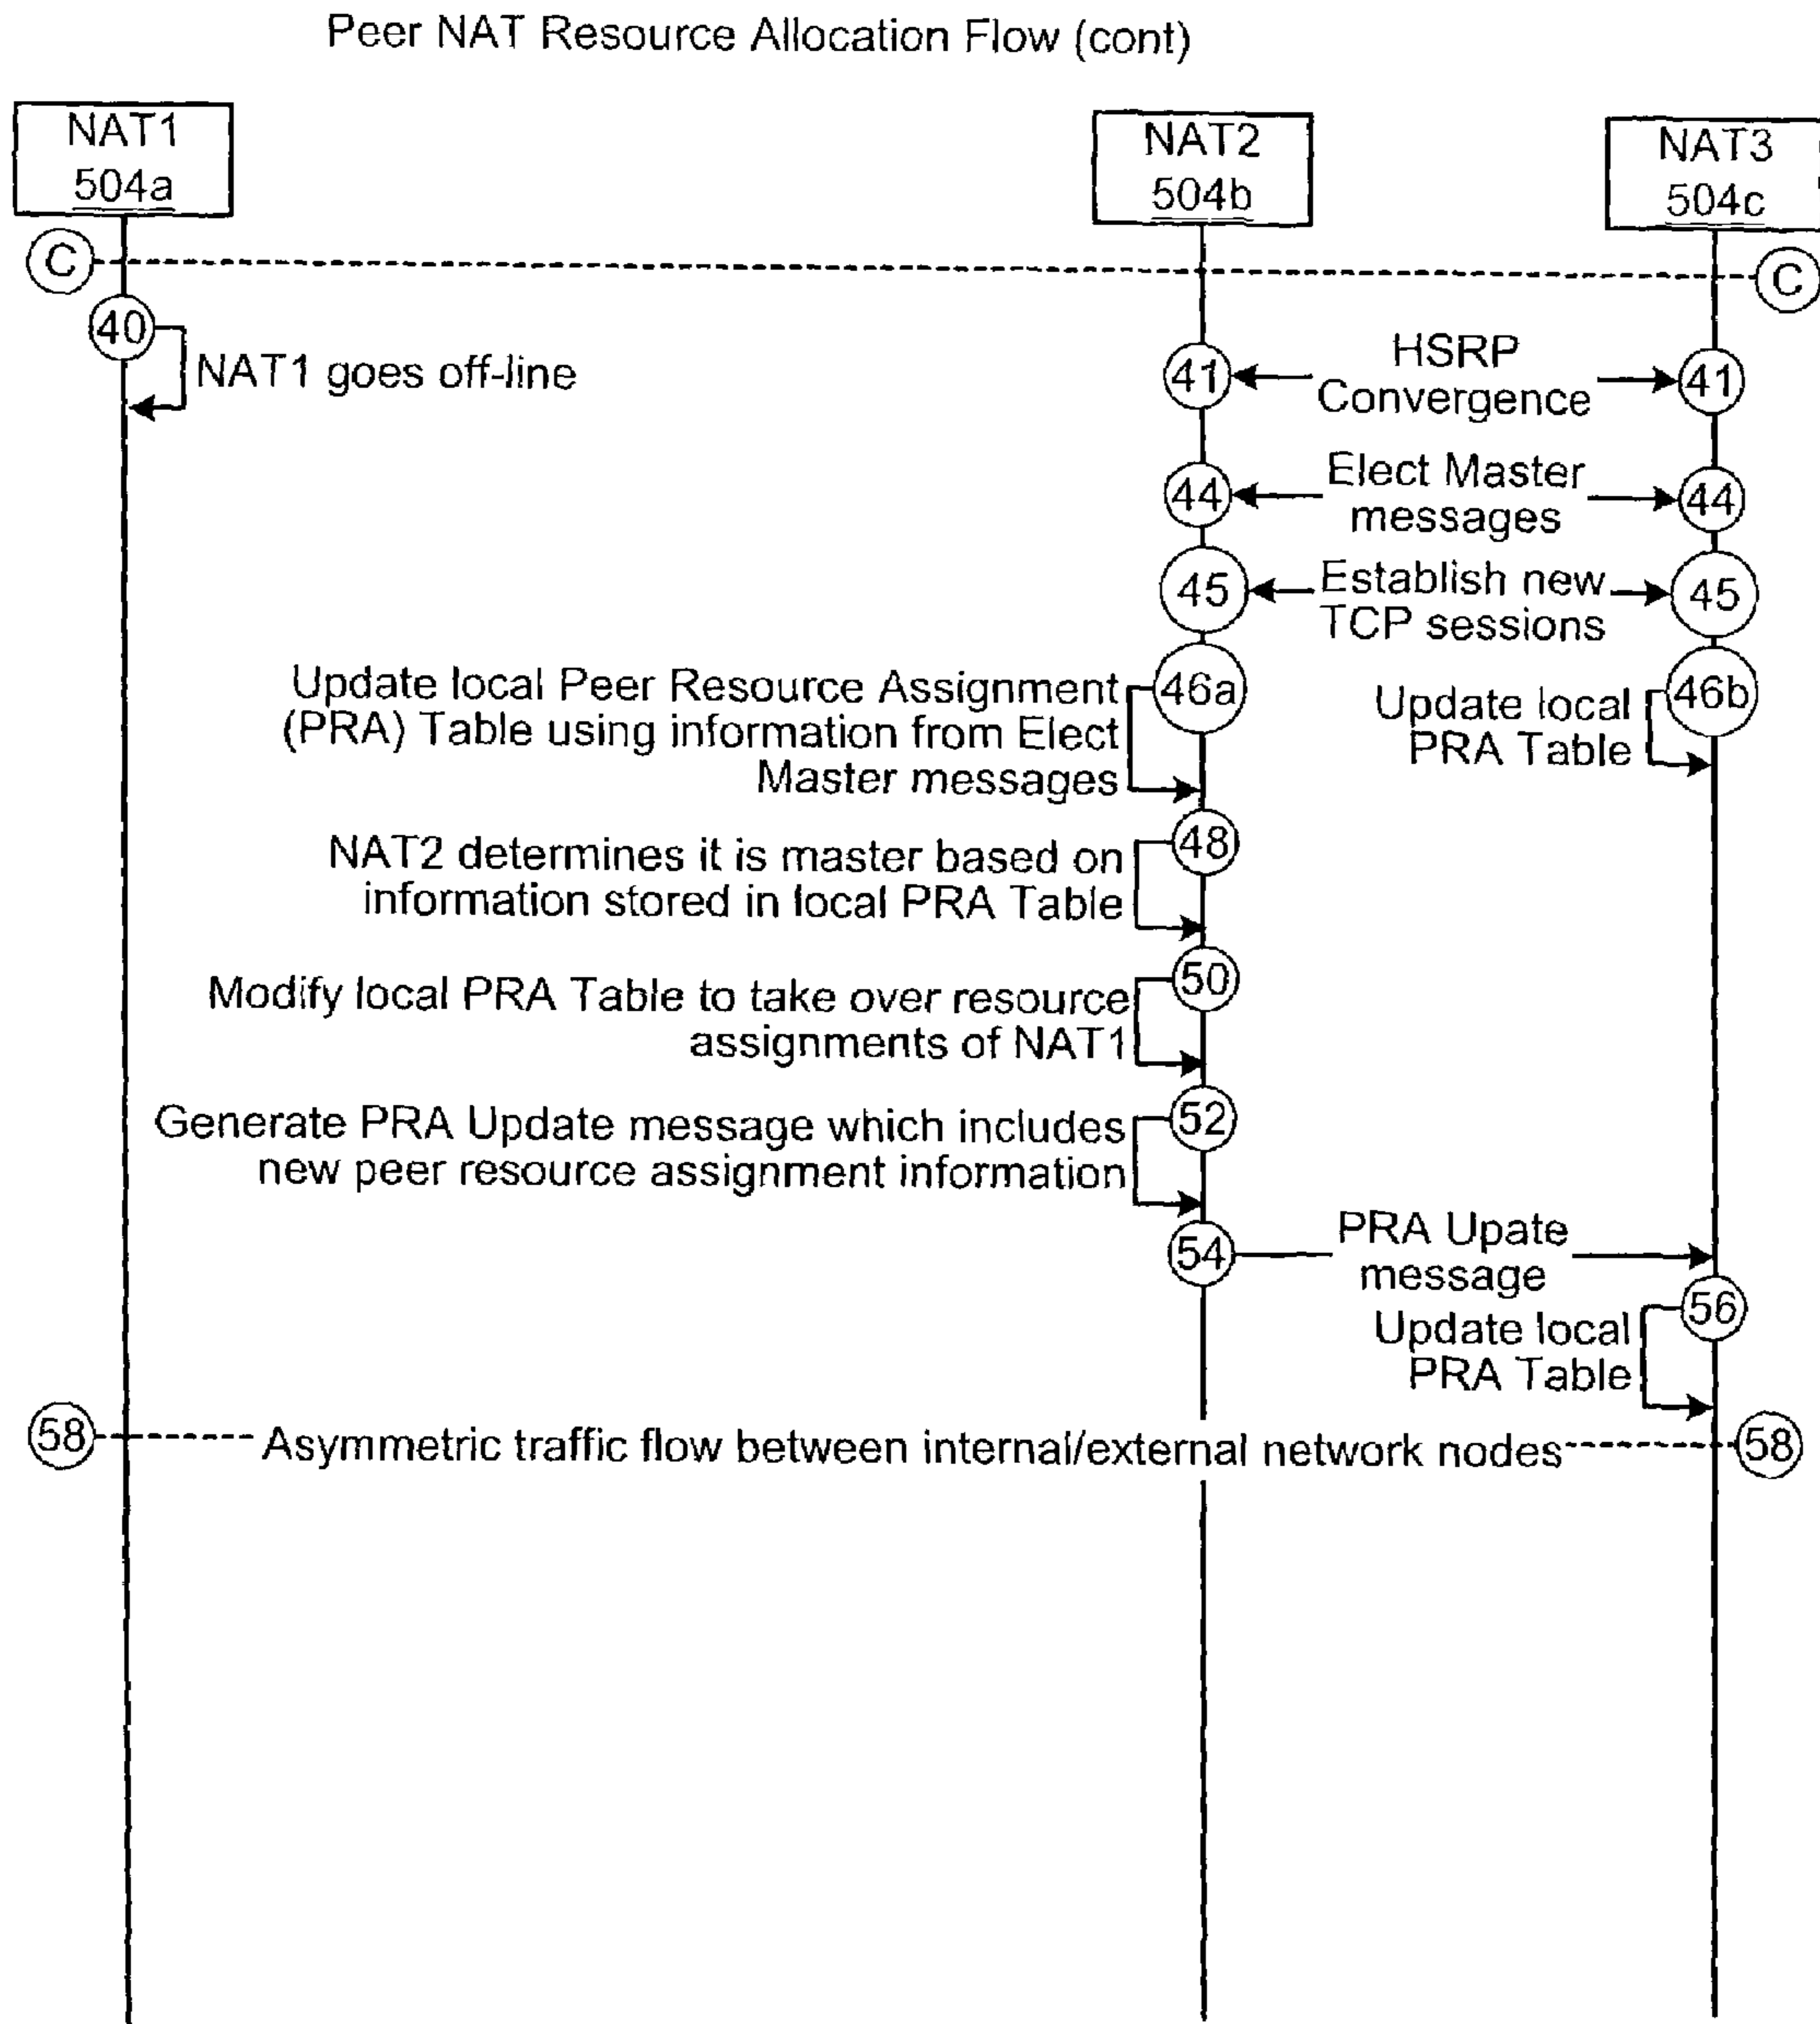 Peer NAT Resource Allocation Flow (cont)
NAT1
504a
NAT2
504b
NAT3
504c
C
C
40
NAT1 goes off-line
41
HSRP
Convergence
41
44
Elect Master
messages
44
45
Establish new
TCP sessions
45
Update local Peer Resource Assignment
(PRA) Table using information from Elect
Master messages
46a
Update local
PRA Table
46b
NAT2 determines it is master based on
information stored in local PRA Table
48
Modify local PRA Table to take over resource
assignments of NAT1
50
Generate PRA Update message which includes
new peer resource assignment information
52
54
PRA Upate
message
56
Update local
PRA Table
58
Asymmetric traffic flow between internal/external network nodes
58